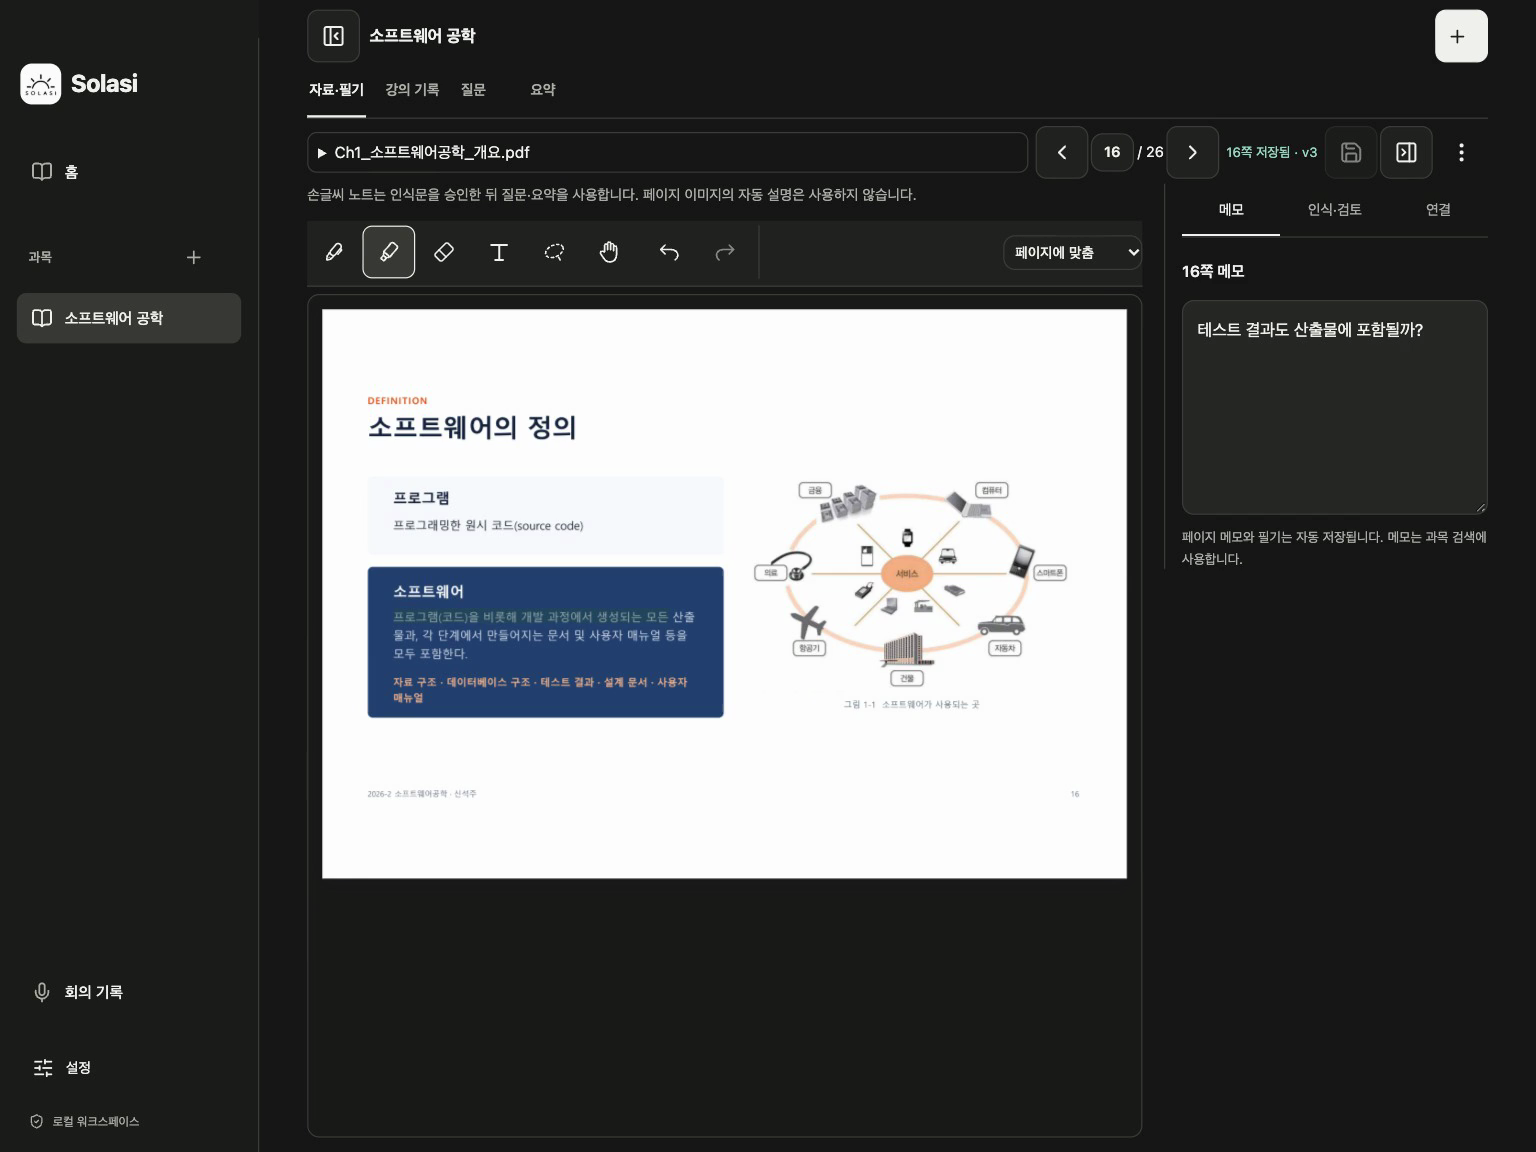 소프트웨어 공학
SOLASI
Solasi
자료·필기
강의 기록
질문
요약
홈
Ch1_소프트웨어공학_개요.pdf
16 / 26
16쪽 저장됨 · v3
손글씨 노트는 인식문을 승인한 뒤 질문·요약을 사용합니다. 페이지 이미지의 자동 설명은 사용하지 않습니다.
메모
인식·검토
연결
과목
페이지에 맞춤
16쪽 메모
소프트웨어 공학
테스트 결과도 산출물에 포함될까?
페이지 메모와 필기는 자동 저장됩니다. 메모는 과목 검색에
사용합니다.
DEFINITION
소프트웨어의 정의
프로그램
프로그래밍한 원시 코드(source code)
소프트웨어
프로그램(코드)을 비롯해 개발 과정에서 생성되는 모든 산출
물과, 각 단계에서 만들어지는 문서 및 사용자 매뉴얼 등을
모두 포함한다.
자료 구조 · 데이터베이스 구조 · 테스트 결과 · 설계 문서 · 사용자
매뉴얼
금융
컴퓨터
의료
서비스
스마트폰
항공기
자동차
건물
그림 1-1 소프트웨어가 사용되는 곳
2026-2 소프트웨어공학 · 신석주
16
회의 기록
설정
로컬 워크스페이스